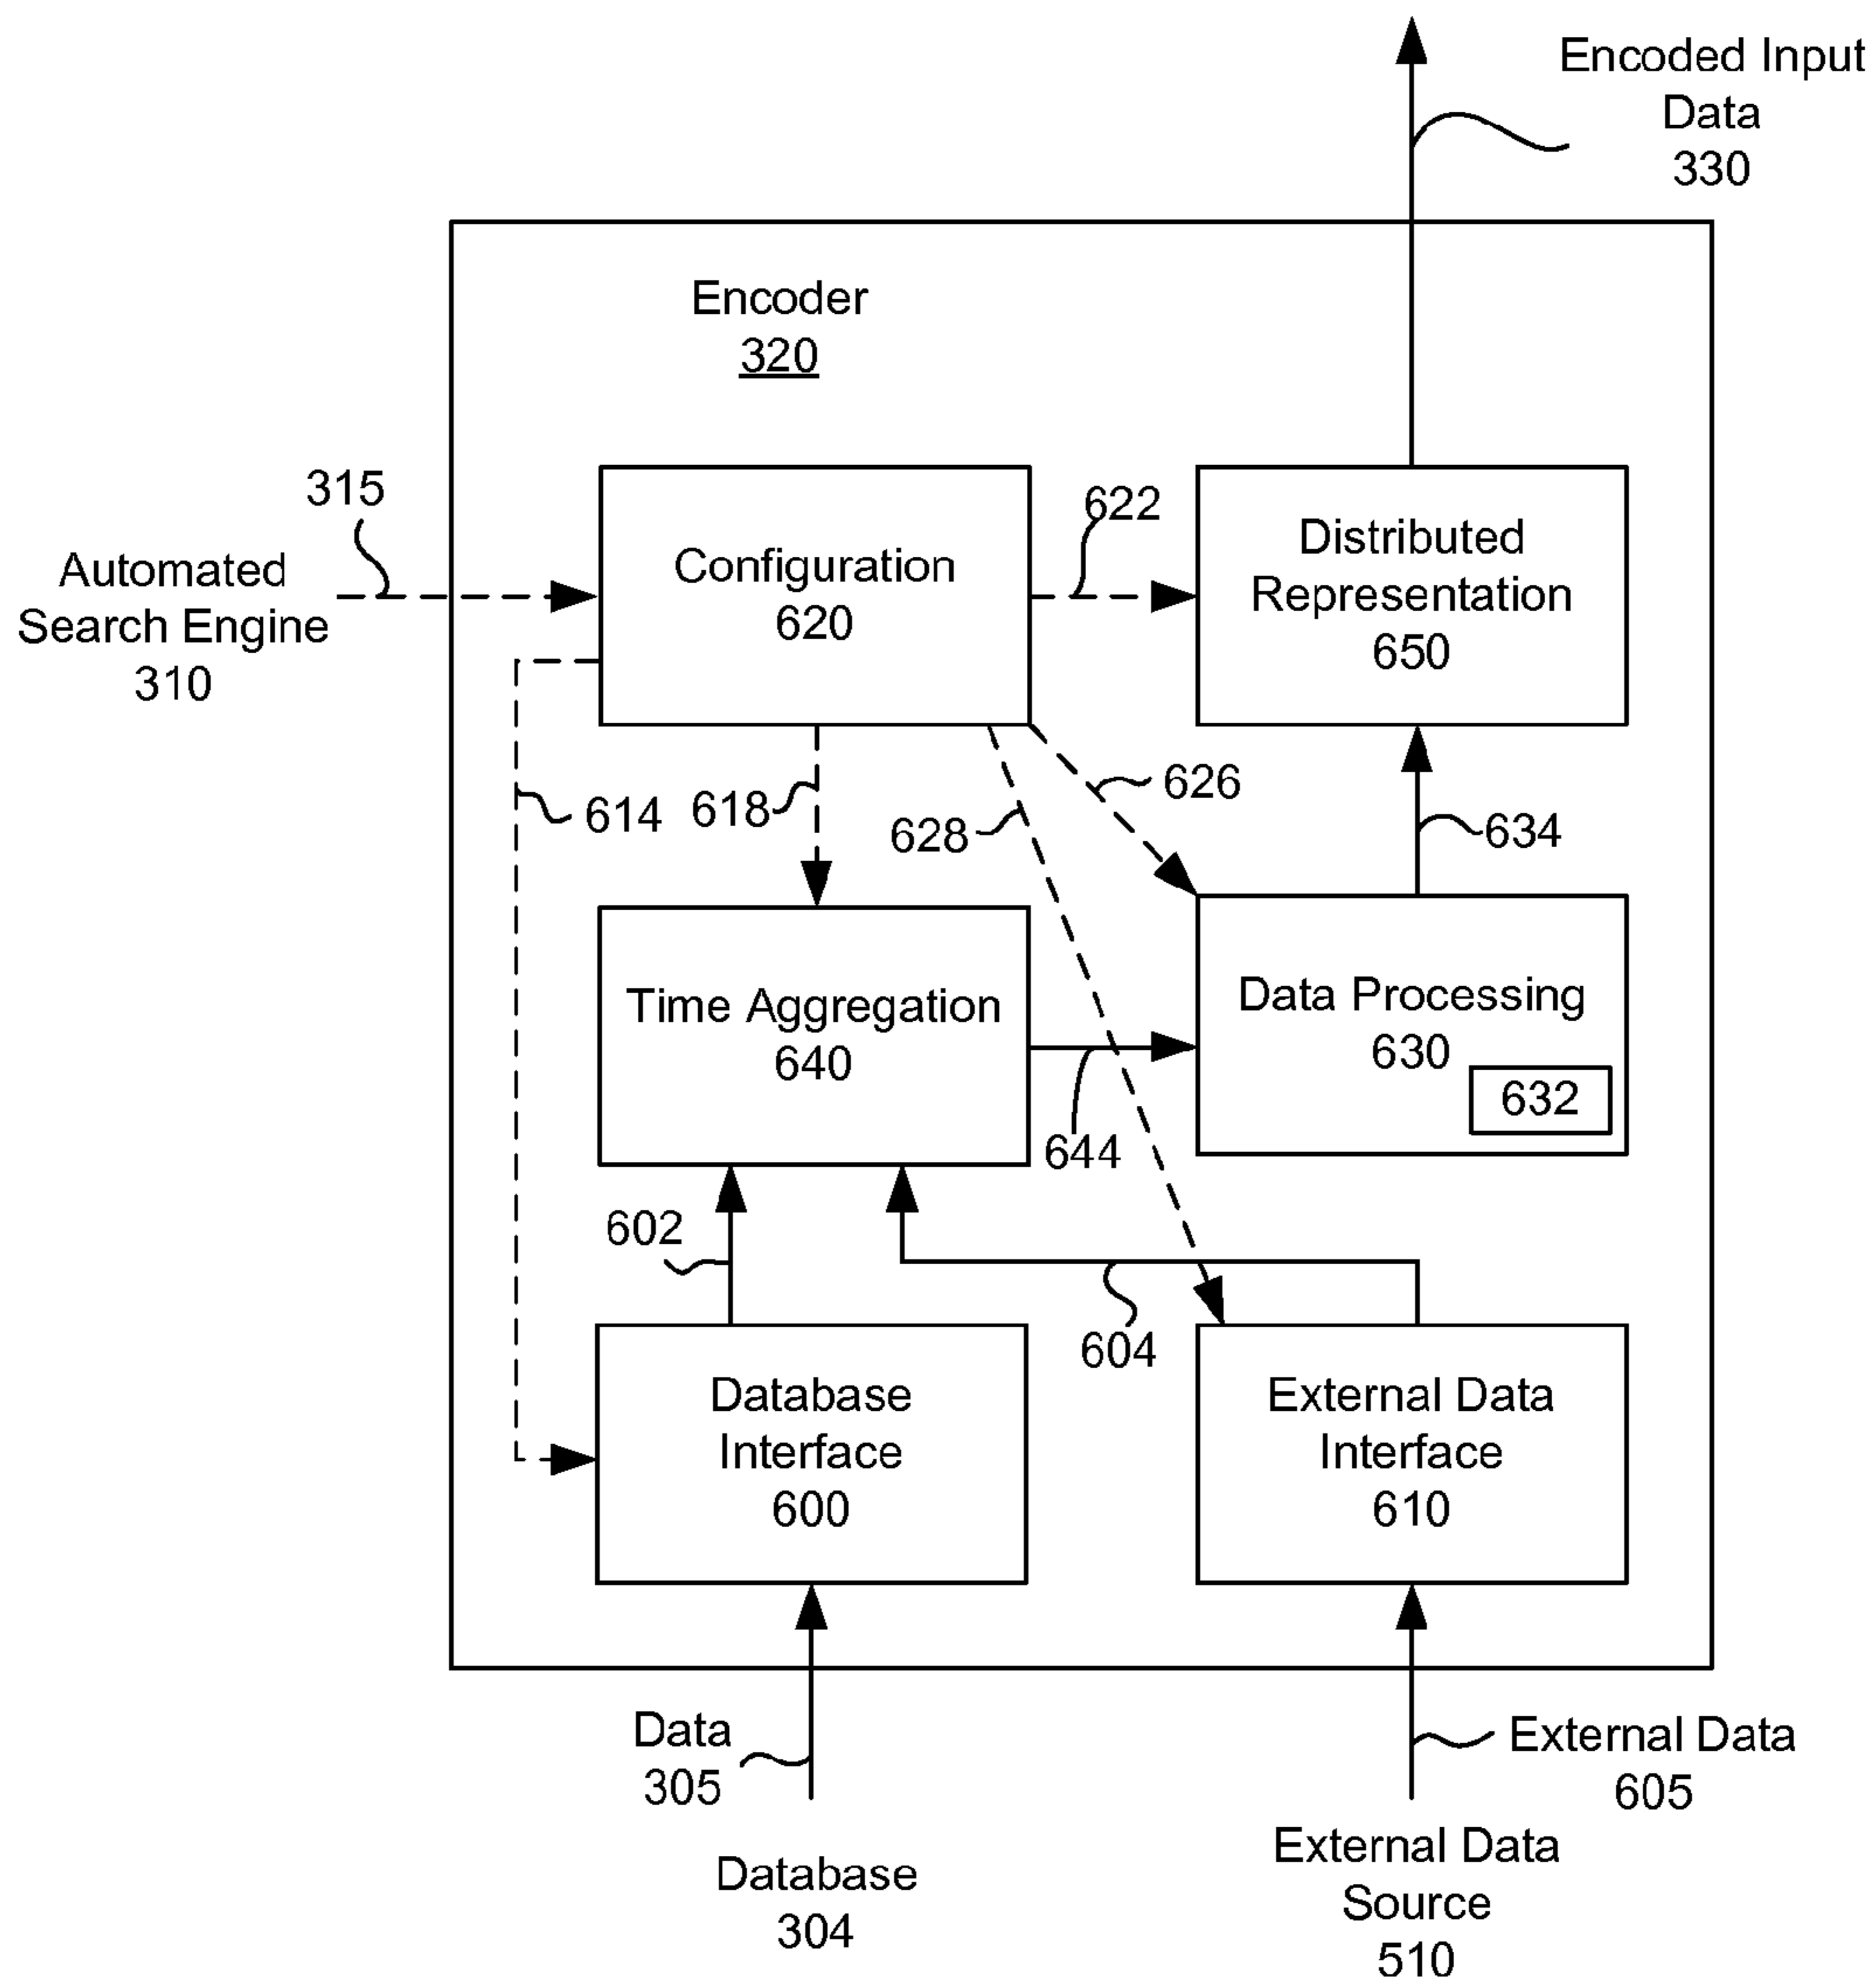 Encoded Input
Data
330
Encoder
320
315
Automated
Search Engine
310
Configuration
620
622
Distributed
Representation
650
614
618
628
626
634
Time Aggregation
640
644
Data Processing
630
632
602
604
Database
Interface
600
External Data
Interface
610
Data
305
External Data
605
Database
304
External Data
Source
510